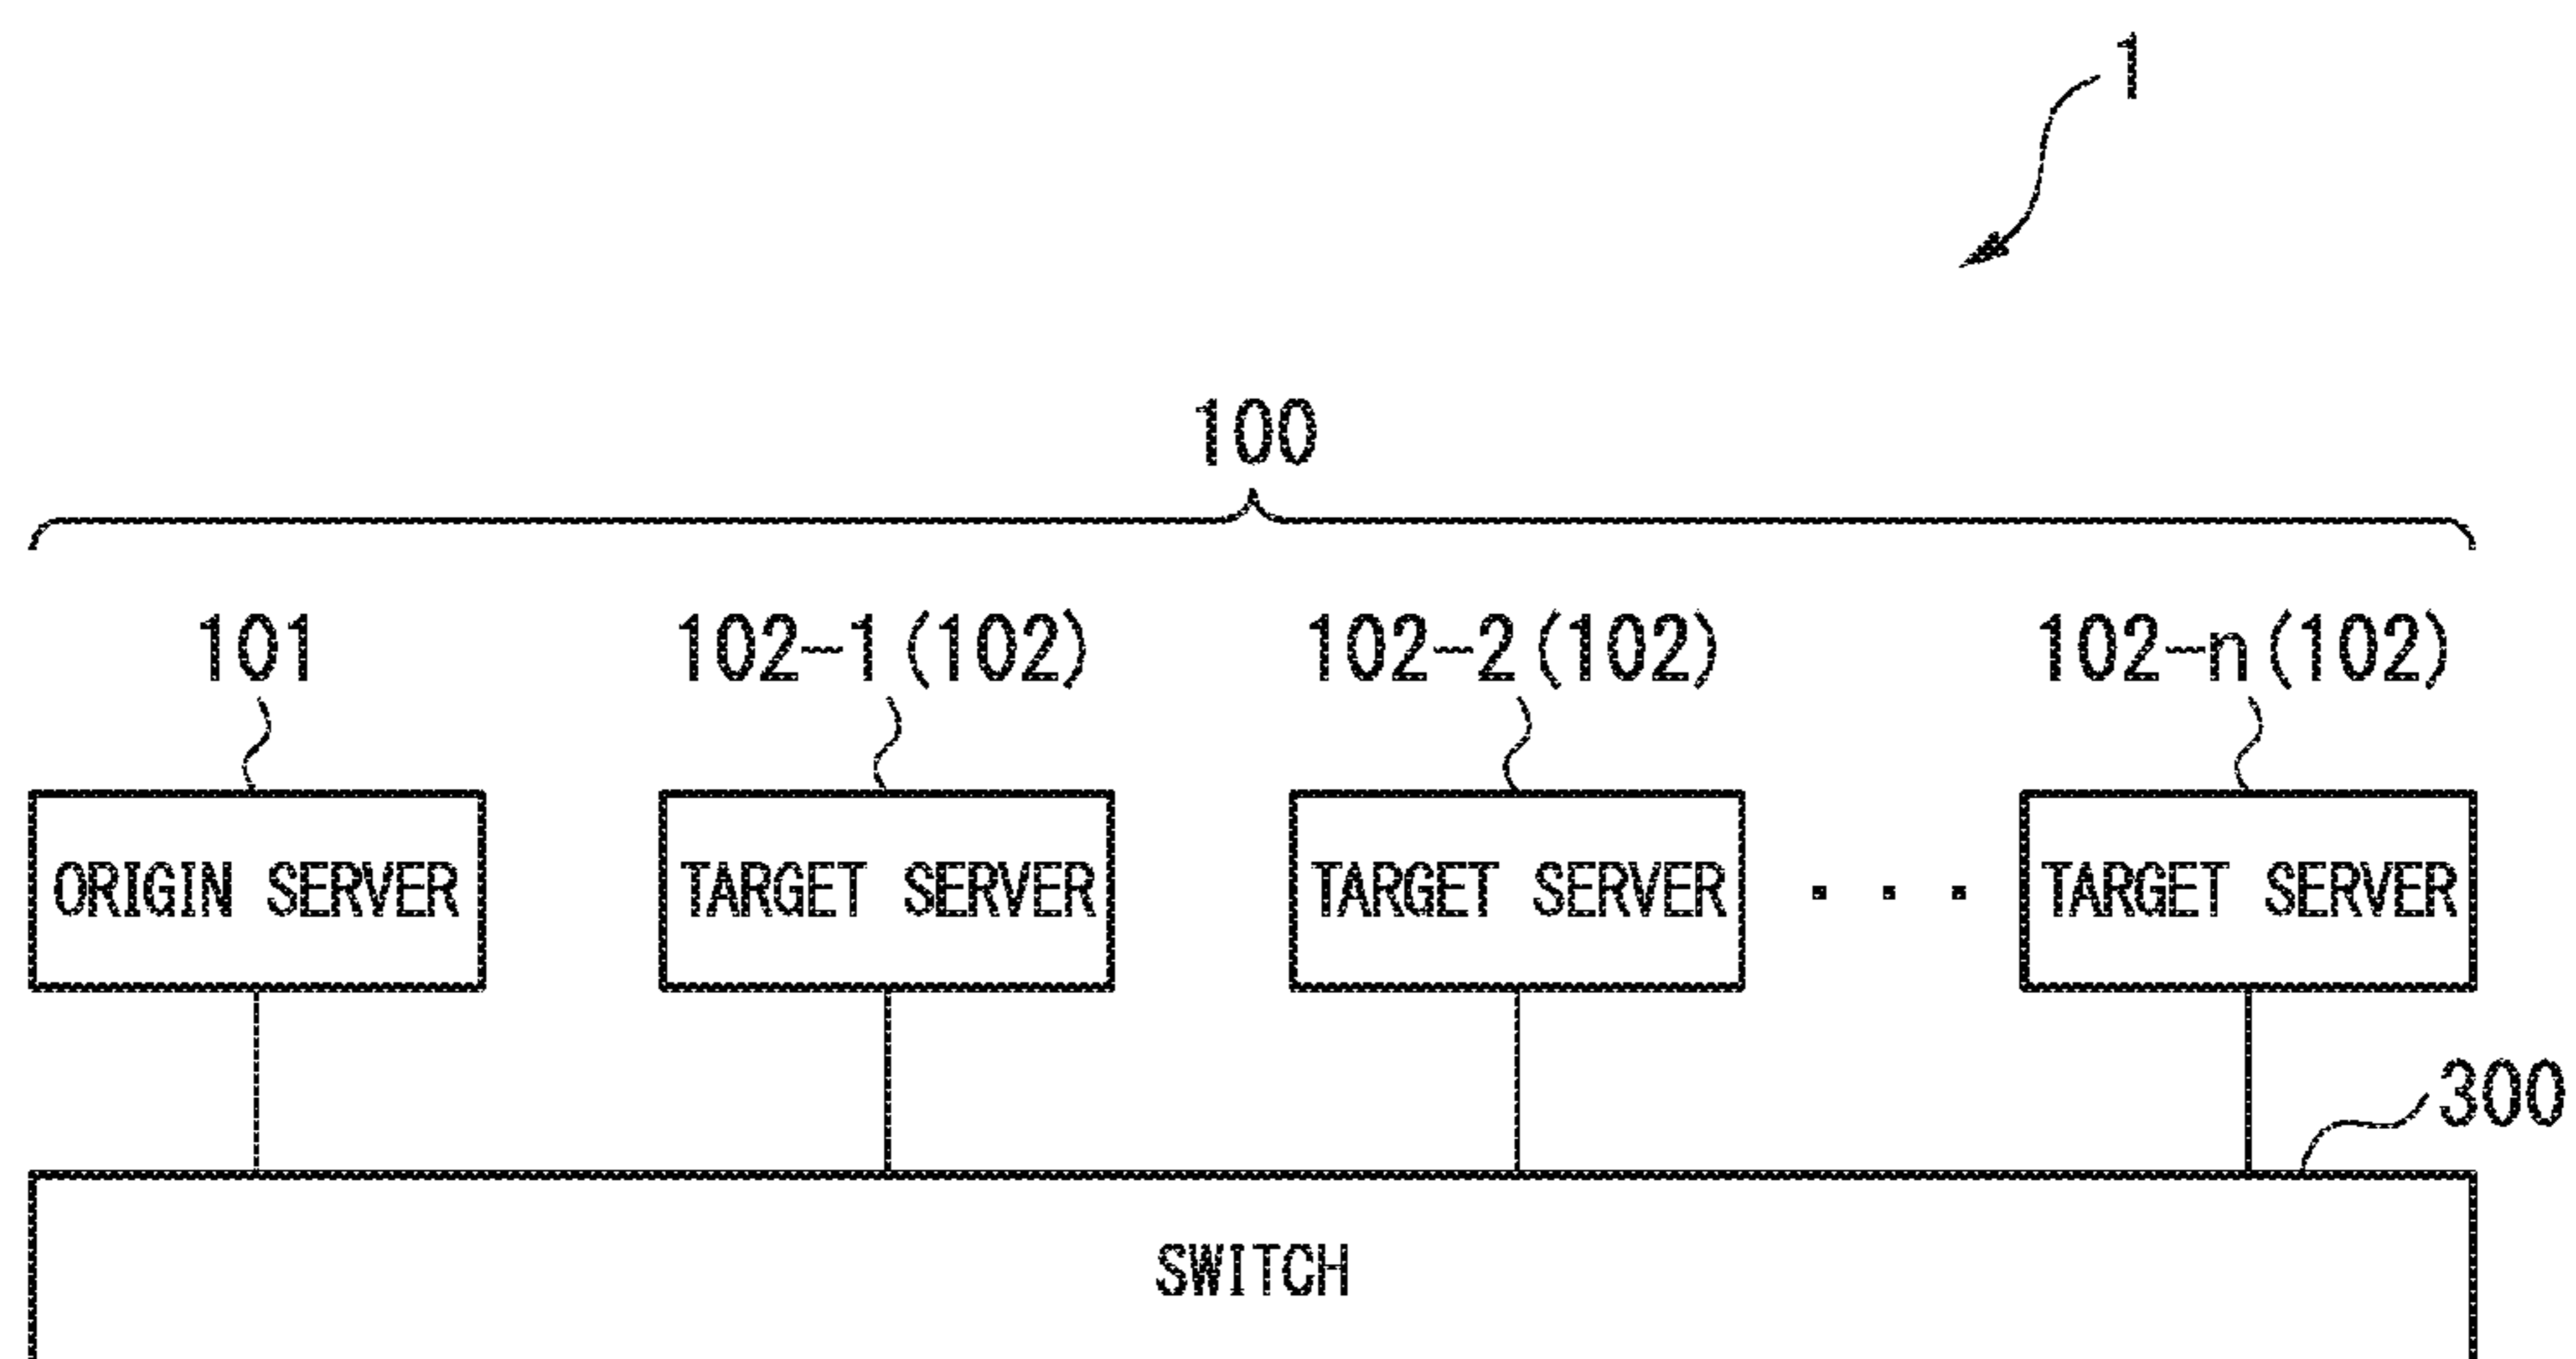 1
100
101 102-1(102) 102-2(102) 102-n(102)
ORIGIN SERVER TARGET SERVER TARGET SERVER . . . TARGET SERVER
300
SWITCH